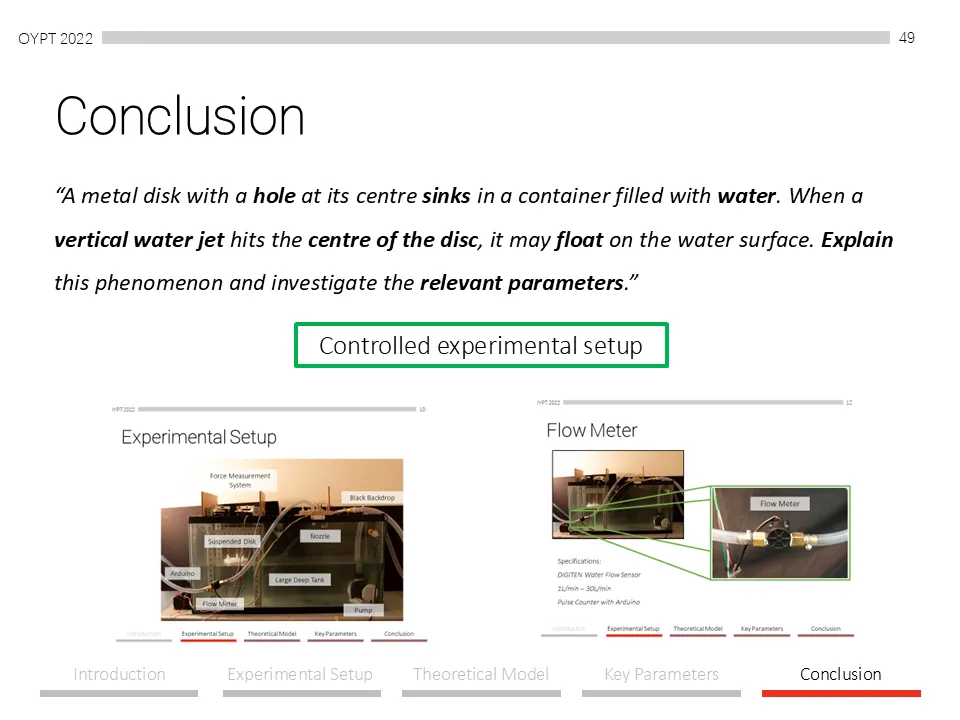 OYPT 2022
49
Conclusion
“A metal disk with a hole at its centre sinks in a container filled with water. When a
vertical water jet hits the centre of the disc, it may float on the water surface. Explain
this phenomenon and investigate the relevant parameters.”
Controlled experimental setup
OYPT 2022
Experimental Setup
Force Measurement
System
Black Backdrop
Suspended Disk
Nozzle
Arduino
Large Deep Tank
Flow Meter
Pump
Introduction
Experimental Setup
Theoretical Model
Key Parameters
Conclusion
OYPT 2022
12
Flow Meter
Flow Meter
Specifications:
DIGITEN Water Flow Sensor
1L/min – 30L/min
Pulse Counter with Arduino
Introduction
Experimental Setup
Theoretical Model
Key Parameters
Conclusion
Introduction
Experimental Setup
Theoretical Model
Key Parameters
Conclusion